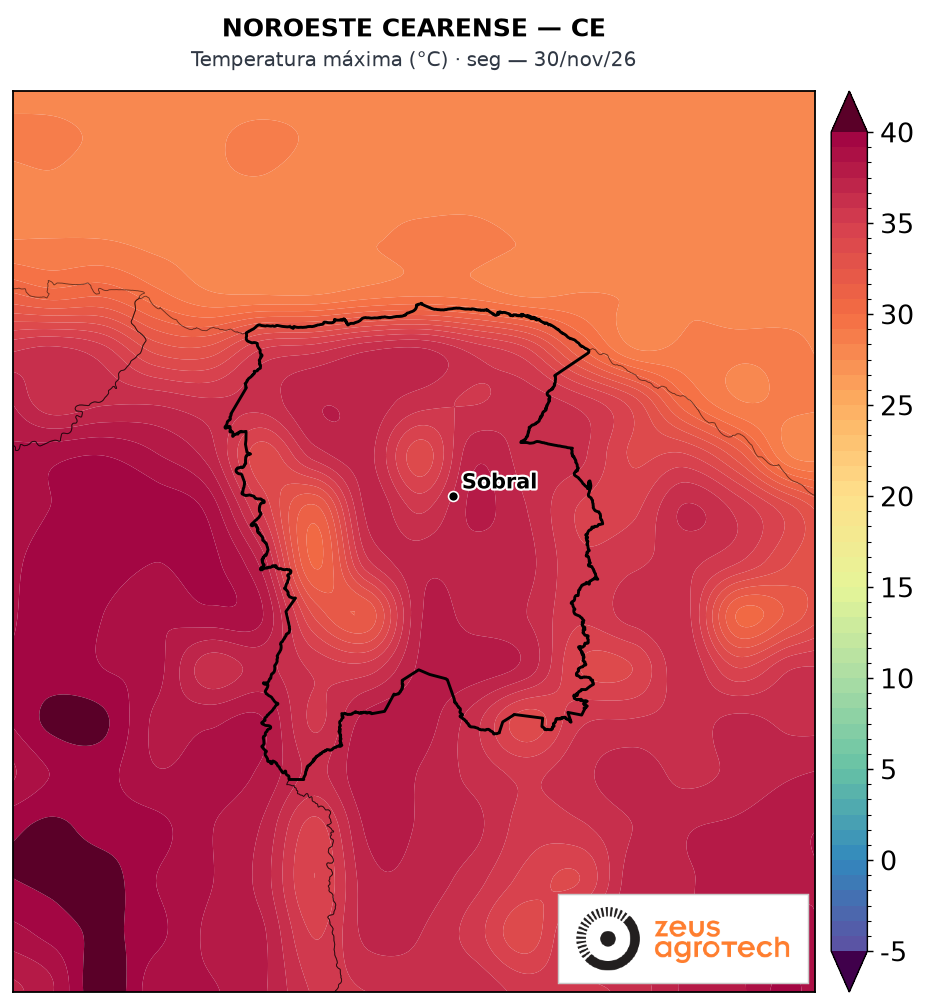 NOROESTE CEARENSE — CE
Temperatura máxima (°C) · seg — 30/nov/26
40
35
30
25
20
15
10
5
0
-5
Sobral
zeus
agrotech